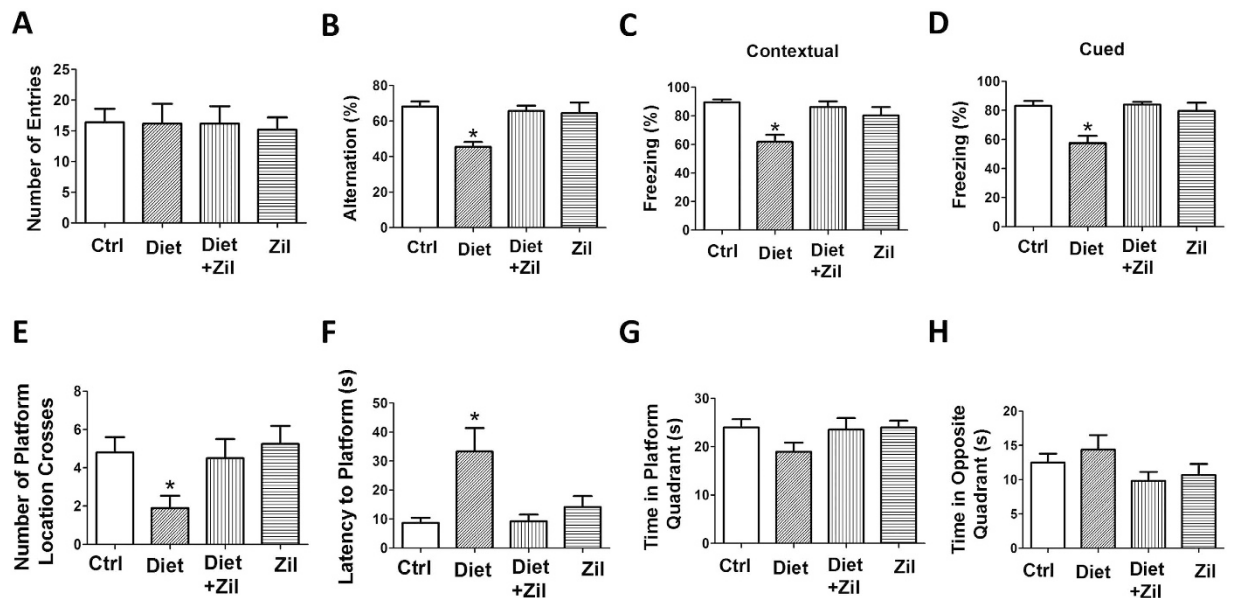 A
Number of Entries
25
20
15
10
5
0
Ctrl
Diet
Diet
+Zil
Zil
B
Alternation (%)
80
60
40
20
0
*
Ctrl
Diet
Diet
+Zil
Zil
C
Contextual
Freezing (%)
100
80
60
40
20
0
*
Ctrl
Diet
Diet
+Zil
Zil
D
Cued
Freezing (%)
100
80
60
40
20
0
*
Ctrl
Diet
Diet
+Zil
Zil
E
Number of Platform
Location Crosses
8
6
4
2
0
*
Ctrl
Diet
Diet
+Zil
Zil
F
Latency to Platform (s)
50
40
30
20
10
0
*
Ctrl
Diet
Diet
+Zil
Zil
G
Time in Platform
Quadrant (s)
30
20
10
0
Ctrl
Diet
Diet
+Zil
Zil
H
Time in Opposite
Quadrant (s)
20
15
10
5
0
Ctrl
Diet
Diet
+Zil
Zil